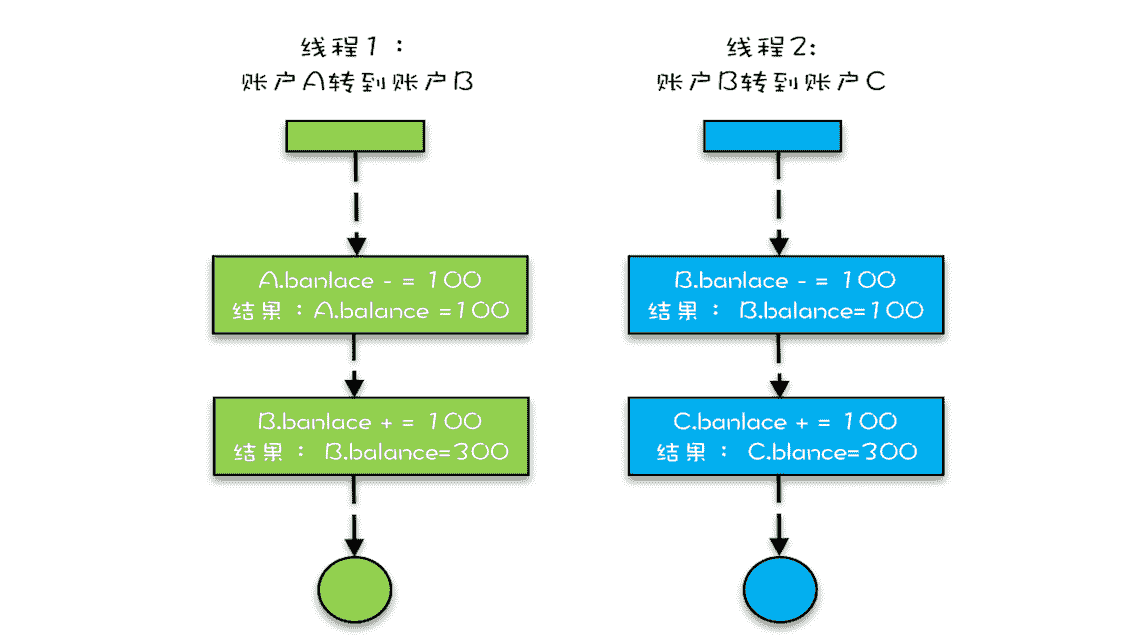 线程1：
账户A转到账户B
A.banlace - = 100
结果：A.balance =100
B.banlace + = 100
结果： B.balance=300
线程2:
账户B转到账户C
B.banlace - = 100
结果： B.balance=100
C.banlace + = 100
结果： C.blance=300